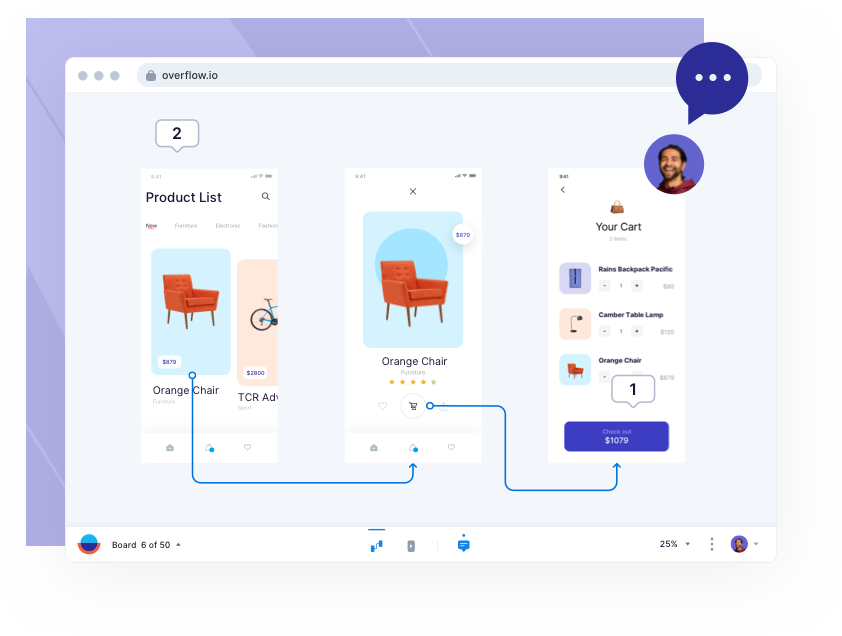 overflow.io
2
9:41
Product List
New Furniture Electronic Fashion
$879
$2800
Orange Chair
Furniture
TCR Adv
Sport
9:41
$879
Orange Chair
Furniture
9:41
Your Cart
3 items
Rains Backpack Pacific
- 1 + $80
Camber Table Lamp
- 1 + $120
Orange Chair
- $879
1
Check out
$1079
Board 6 of 50
25%